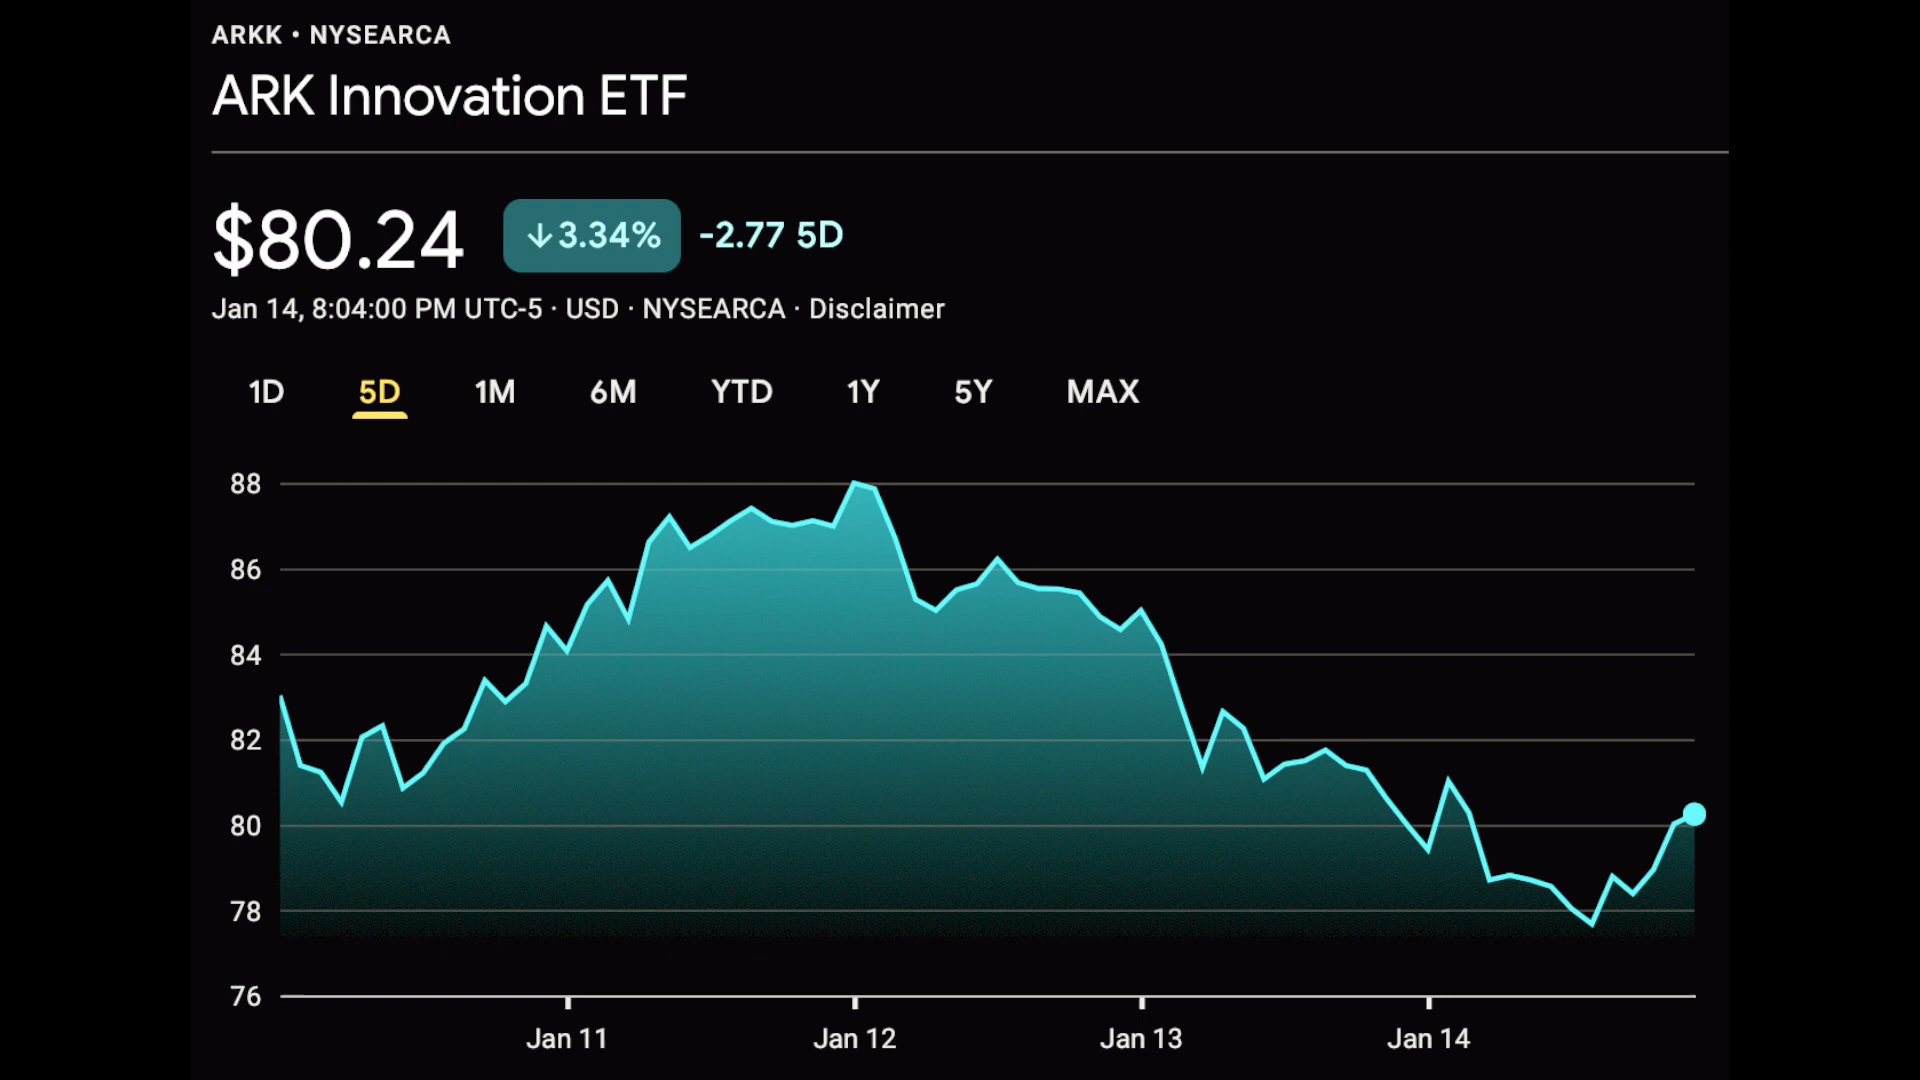 ARKK • NYSEARCA
ARK Innovation ETF
$80.24 ↓3.34% -2.77 5D
Jan 14, 8:04:00 PM UTC-5 · USD · NYSEARCA · Disclaimer
1D 5D 1M 6M YTD 1Y 5Y MAX
88
86
84
82
80
78
76
Jan 11 Jan 12 Jan 13 Jan 14